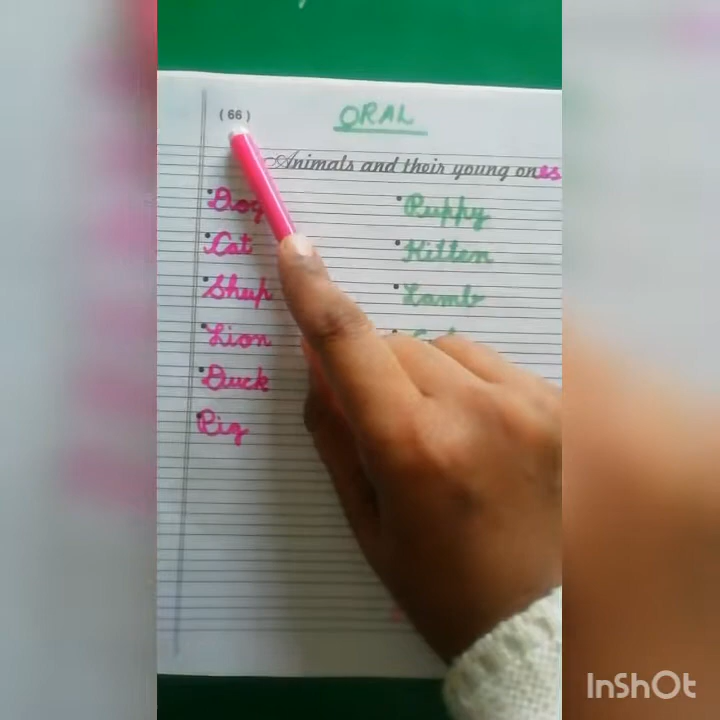 (66) ORAL
Animals and their young ones
Dog Puppy
Cat Kitten
Sheep Lamb
Lion
Duck
Pig
InShOt